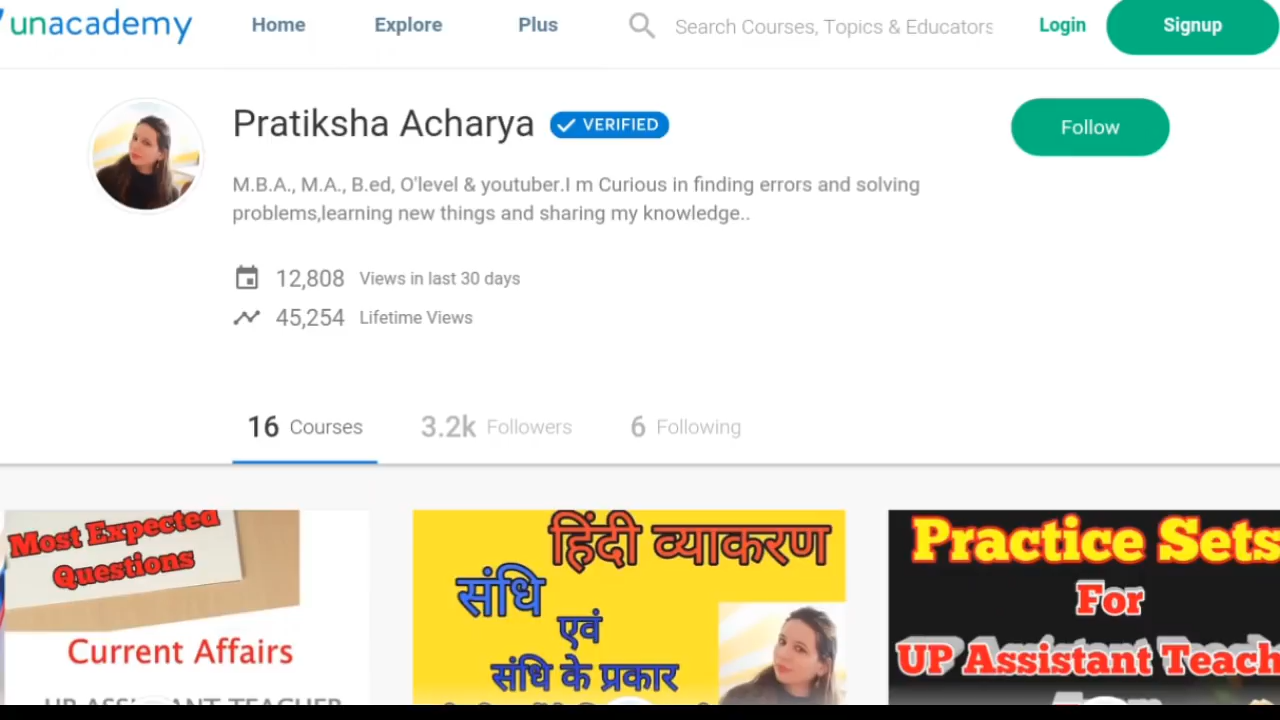 unacademy Home Explore Plus Search Courses, Topics & Educators Login Signup
Pratiksha Acharya VERIFIED Follow
M.B.A., M.A., B.ed, O'level & youtuber.I m Curious in finding errors and solving
problems,learning new things and sharing my knowledge..
12,808 Views in last 30 days
45,254 Lifetime Views
16 Courses 3.2k Followers 6 Following
Most Expected
Questions
Current Affairs
हिंदी व्याकरण
संधि
एवं
संधि के प्रकार
Practice Sets
For
UP Assistant Teach